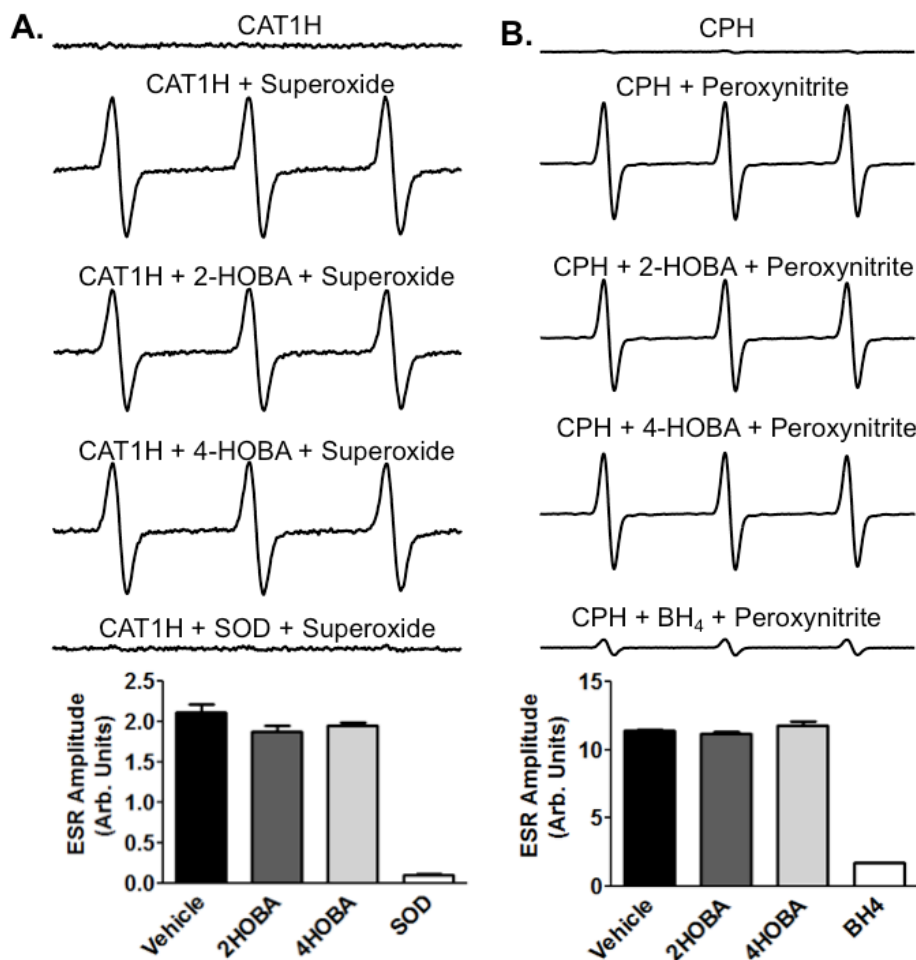 A.
CAT1H
CAT1H + Superoxide
CAT1H + 2-HOBA + Superoxide
CAT1H + 4-HOBA + Superoxide
CAT1H + SOD + Superoxide
ESR Amplitude
(Arb. Units)
2.5
2.0
1.5
1.0
0.5
0.0
Vehicle
2HOBA
4HOBA
SOD
B.
CPH
CPH + Peroxynitrite
CPH + 2-HOBA + Peroxynitrite
CPH + 4-HOBA + Peroxynitrite
CPH + BH₄ + Peroxynitrite
ESR Amplitude
(Arb. Units)
15
10
5
0
Vehicle
2HOBA
4HOBA
BH4